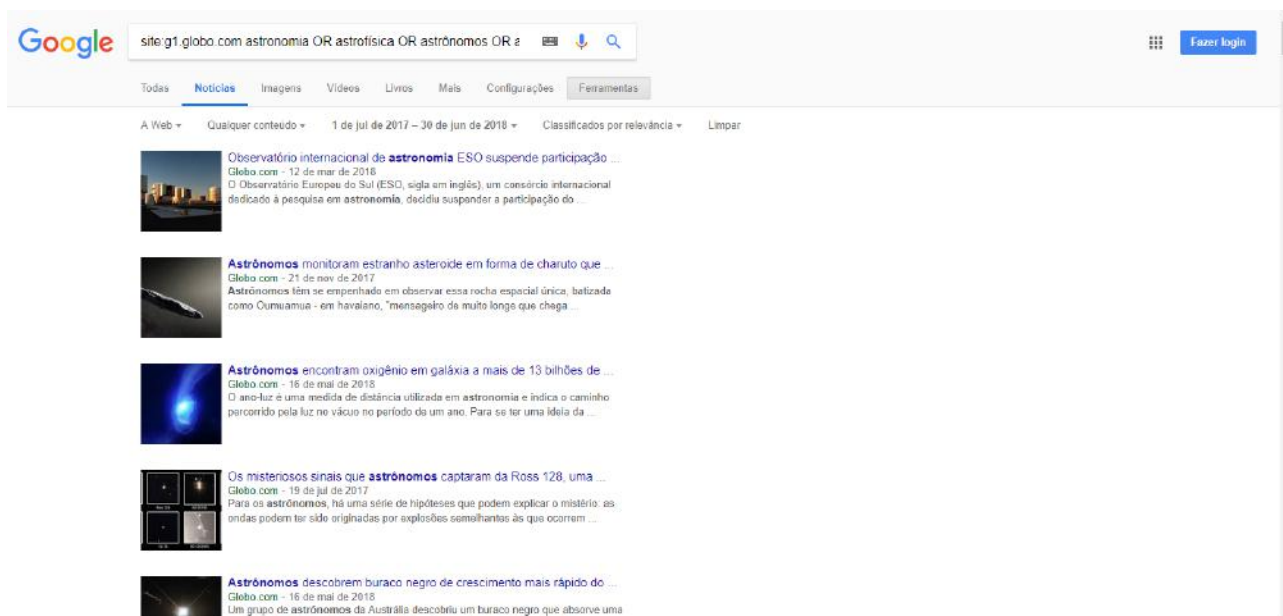 Google
site:g1.globo.com astronomia OR astrofísica OR astrônomos OR a
Fazer login
Todas Notícias Imagens Vídeos Livros Mais Configurações Ferramentas
A Web Qualquer conteúdo 1 de jul de 2017 – 30 de jun de 2018 Classificados por relevância Limpar
Observatório internacional de astronomia ESO suspende participação ...
Globo.com - 12 de mar de 2018
O Observatório Europeu do Sul (ESO, sigla em inglês), um consórcio internacional
dedicado à pesquisa em astronomia, decidiu suspender a participação do ...
Astrônomos monitoram estranho asteroide em forma de charuto que ...
Globo.com - 21 de nov de 2017
Astrônomos têm se empenhado em observar essa rocha espacial única, batizada
como Oumuamua - em havaiano, "mensageiro de muito longe que chega ...
Astrônomos encontram oxigênio em galáxia a mais de 13 bilhões de ...
Globo.com - 16 de mai de 2018
O ano-luz é uma medida de distância utilizada em astronomia e indica o caminho
percorrido pela luz no vácuo no período de um ano. Para se ter uma ideia da ...
Os misteriosos sinais que astrônomos captaram da Ross 128, uma ...
Globo.com - 19 de jul de 2017
Para os astrônomos, há uma série de hipóteses que podem explicar o mistério: as
ondas podem ter sido originadas por explosões semelhantes às que ocorrem ...
Astrônomos descobrem buraco negro de crescimento mais rápido do ...
Globo.com - 16 de mai de 2018
Um grupo de astrônomos da Austrália descobriu um buraco negro que absorve uma